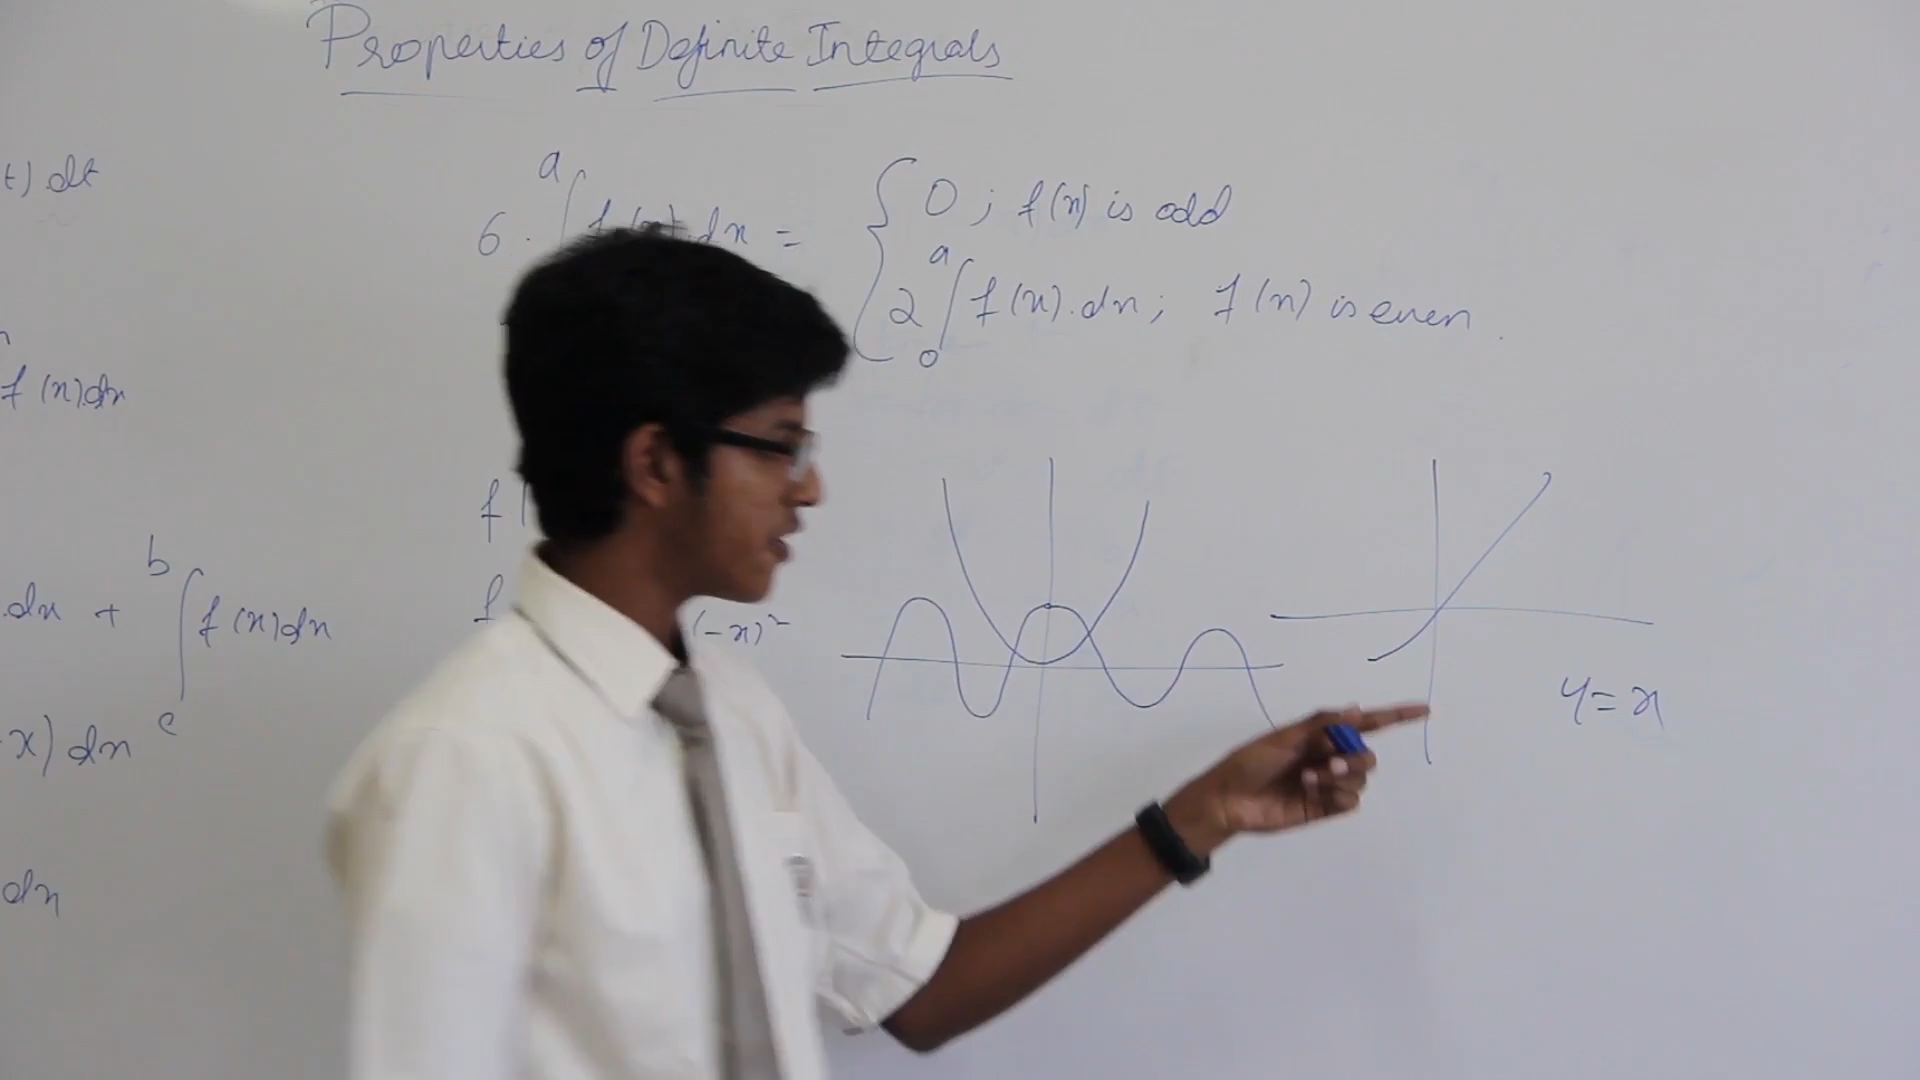 Properties of Definite Integrals
t) dt
a
6. ∫ f(x).dx = { 0 ; f(x) is odd
a
2 ∫ f(x).dx ; f(x) is even.
0
f(x)dx
f
b
.dx + ∫ f(x)dx
c
f
(-x)²
y = x
x) dx
dx